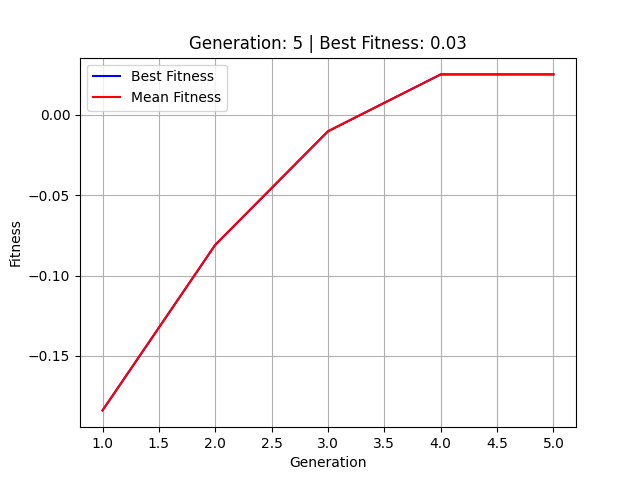 Generation: 5 | Best Fitness: 0.03
Best Fitness
Mean Fitness
0.00
−0.05
−0.10
−0.15
Fitness
1.0 1.5 2.0 2.5 3.0 3.5 4.0 4.5 5.0
Generation